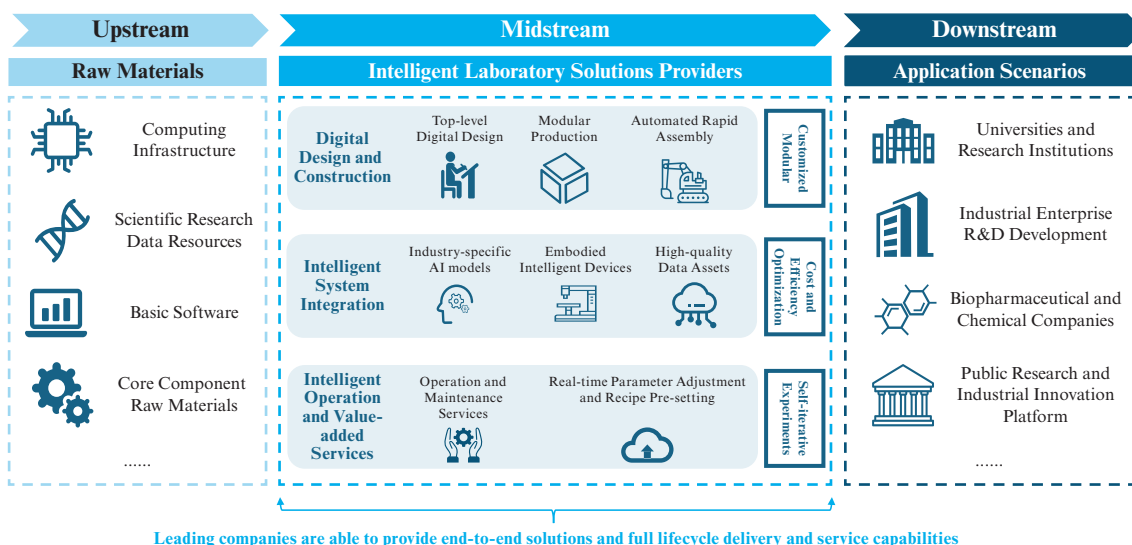 Upstream
Midstream
Downstream
Raw Materials
Intelligent Laboratory Solutions Providers
Application Scenarios
Computing
Infrastructure
Scientific Research
Data Resources
Basic Software
Core Component
Raw Materials
......
Digital
Design and
Construction
Top-level
Digital Design
Modular
Production
Automated Rapid
Assembly
Customized
Modular
Intelligent
System
Integration
Industry-specific
AI models
Embodied
Intelligent Devices
High-quality
Data Assets
Cost and
Efficiency
Optimization
Intelligent
Operation
and Value-
added
Services
Operation and
Maintenance
Services
Real-time Parameter Adjustment
and Recipe Pre-setting
Self-iterative
Experiments
Universities and
Research Institutions
Industrial Enterprise
R&D Development
Biopharmaceutical and
Chemical Companies
Public Research and
Industrial Innovation
Platform
......
Leading companies are able to provide end-to-end solutions and full lifecycle delivery and service capabilities